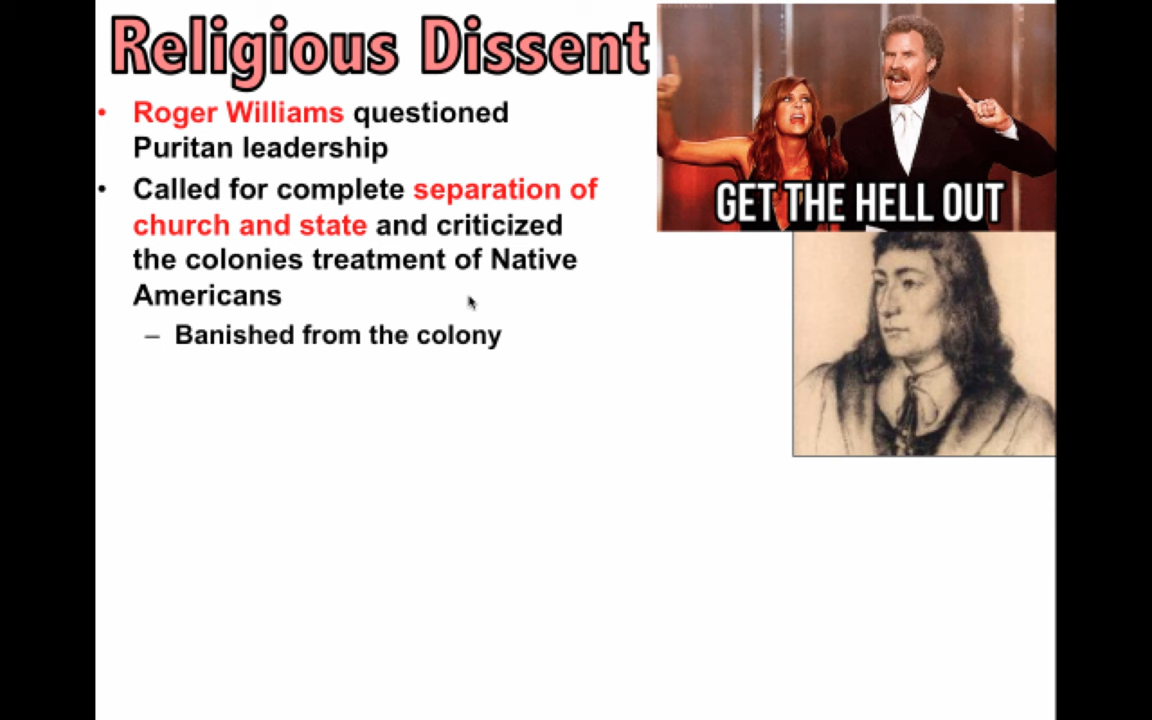 Religious Dissent
• Roger Williams questioned
Puritan leadership
• Called for complete separation of
church and state and criticized
the colonies treatment of Native
Americans
– Banished from the colony
GET THE HELL OUT